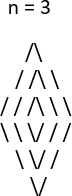 n = 3
/\
/ /\ \
/ / /\ \ \
\ \ \/ / /
\ \/ /
\/